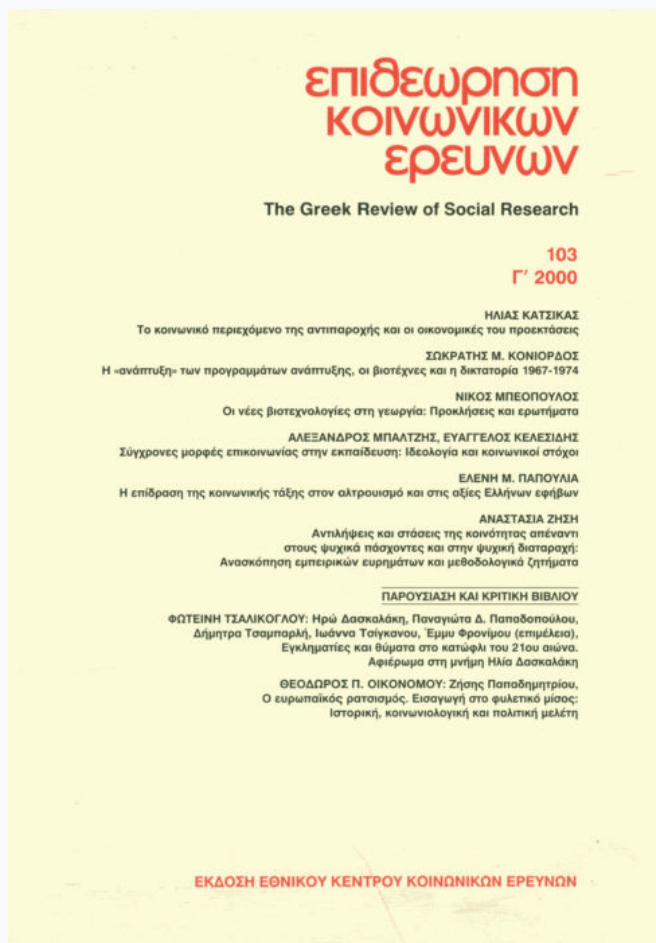 επιθεωρηση
κοινωνικων
ερευνων
The Greek Review of Social Research
103
Γ' 2000
ΗΛΙΑΣ ΚΑΤΣΙΚΑΣ
Το κοινωνικό περιεχόμενο της αντιπαροχής και οι οικονομικές του προεκτάσεις
ΣΩΚΡΑΤΗΣ Μ. ΚΟΝΙΟΡΔΟΣ
Η «ανάπτυξη» των προγραμμάτων ανάπτυξης, οι βιοτέχνες και η δικτατορία 1967-1974
ΝΙΚΟΣ ΜΠΕΟΠΟΥΛΟΣ
Οι νέες βιοτεχνολογίες στη γεωργία: Προκλήσεις και ερωτήματα
ΑΛΕΞΑΝΔΡΟΣ ΜΠΑΛΤΖΗΣ, ΕΥΑΓΓΕΛΟΣ ΚΕΛΕΣΙΔΗΣ
Σύγχρονες μορφές επικοινωνίας στην εκπαίδευση: Ιδεολογία και κοινωνικοί στόχοι
ΕΛΕΝΗ Μ. ΠΑΠΟΥΛΙΑ
Η επίδραση της κοινωνικής τάξης στον αλτρουισμό και στις αξίες Ελλήνων εφήβων
ΑΝΑΣΤΑΣΙΑ ΖΗΣΗ
Αντιλήψεις και στάσεις της κοινότητας απέναντι
στους ψυχικά πάσχοντες και στην ψυχική διαταραχή:
Ανασκόπηση εμπειρικών ευρημάτων και μεθοδολογικά ζητήματα
ΠΑΡΟΥΣΙΑΣΗ ΚΑΙ ΚΡΙΤΙΚΗ ΒΙΒΛΙΟΥ
ΦΩΤΕΙΝΗ ΤΣΑΛΙΚΟΓΛΟΥ: Ηρώ Δασκαλάκη, Παναγιώτα Δ. Παπαδοπούλου,
Δήμητρα Τσαμπαρλή, Ιωάννα Τσίγκανου, Έμμυ Φρονίμου (επιμέλεια),
Εγκληματίες και θύματα στο κατώφλι του 21ου αιώνα.
Αφιέρωμα στη μνήμη Ηλία Δασκαλάκη
ΘΕΟΔΩΡΟΣ Π. ΟΙΚΟΝΟΜΟΥ: Ζήσης Παπαδημητρίου,
Ο ευρωπαϊκός ρατσισμός. Εισαγωγή στο φυλετικό μίσος:
Ιστορική, κοινωνιολογική και πολιτική μελέτη
ΕΚΔΟΣΗ ΕΘΝΙΚΟΥ ΚΕΝΤΡΟΥ ΚΟΙΝΩΝΙΚΩΝ ΕΡΕΥΝΩΝ